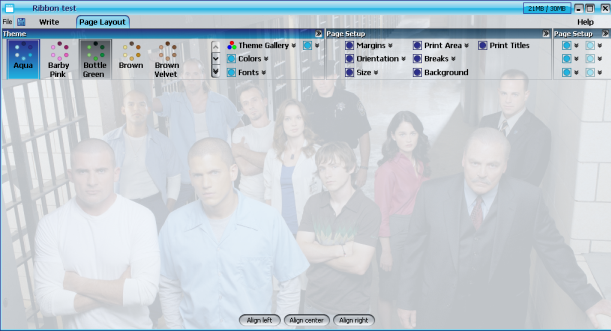 Ribbon test
21MB / 30MB
File Write Page Layout Help
Theme Page Setup Page Setup
Theme Gallery Margins Print Area Print Titles
Colors Orientation Breaks
Fonts Size Background
Aqua Barby Pink Bottle Green Brown Brown Velvet
Align left Align center Align right